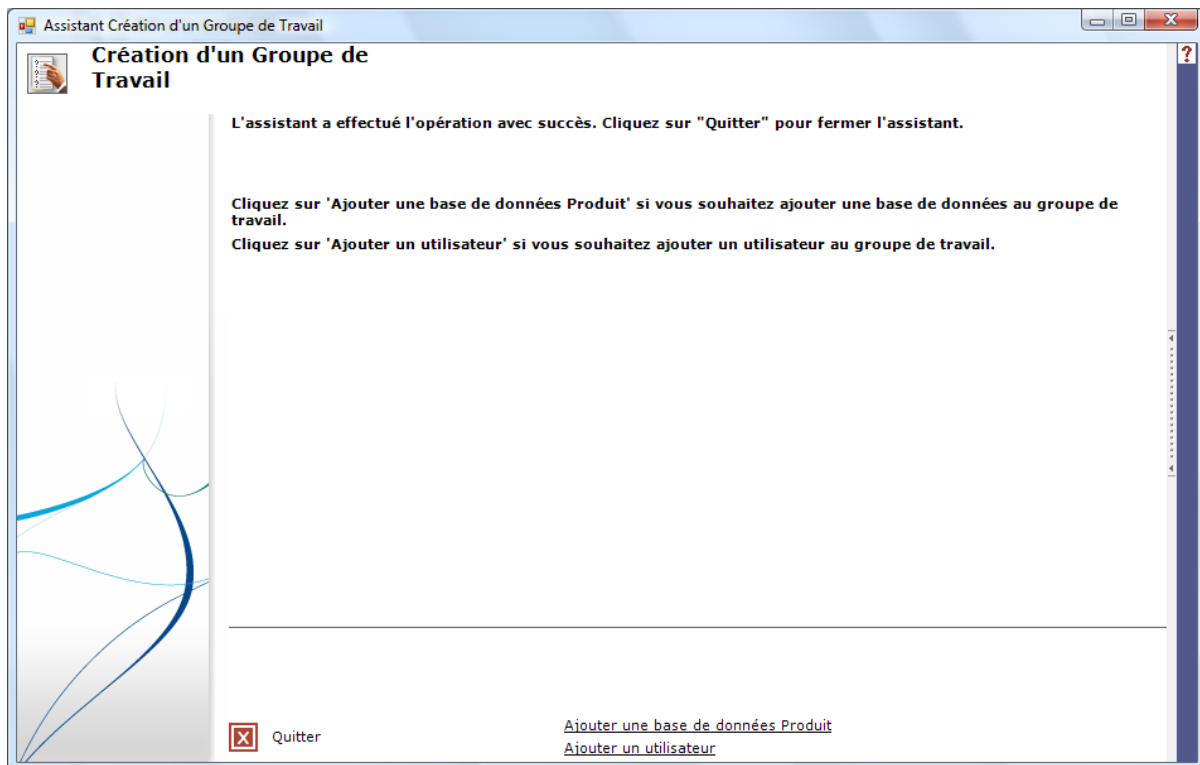 Assistant Création d'un Groupe de Travail
Création d'un Groupe de
Travail
?
L'assistant a effectué l'opération avec succès. Cliquez sur "Quitter" pour fermer l'assistant.
Cliquez sur 'Ajouter une base de données Produit' si vous souhaitez ajouter une base de données au groupe de
travail.
Cliquez sur 'Ajouter un utilisateur' si vous souhaitez ajouter un utilisateur au groupe de travail.
Quitter
Ajouter une base de données Produit
Ajouter un utilisateur